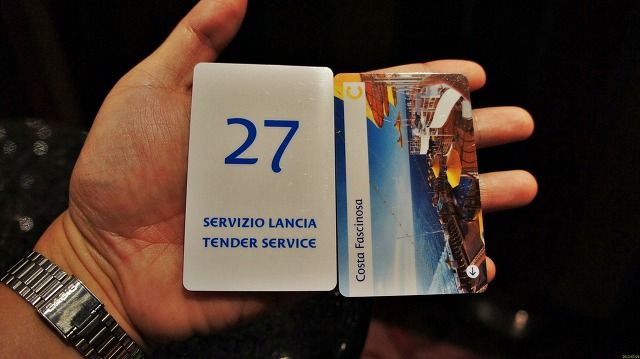 27
SERVIZIO LANCIA
TENDER SERVICE
C
Costa Fascinosa